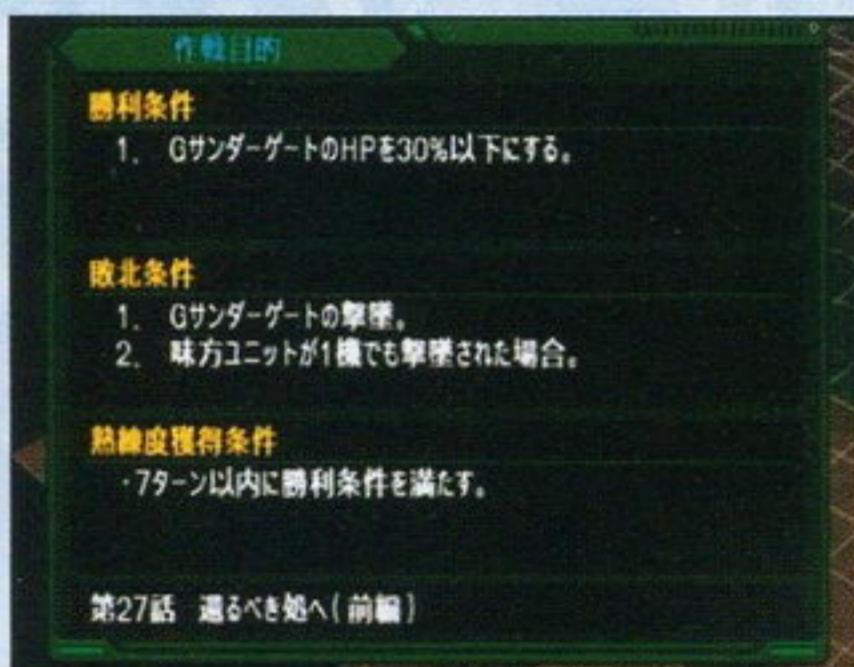 作戦目的
勝利条件
1. GサンダーゲートのHPを30%以下にする。
敗北条件
1. Gサンダーゲートの撃墜。
2. 味方ユニットが1機でも撃墜された場合。
熟練度獲得条件
・7ターン以内に勝利条件を満たす。
第27話 還るべき処へ(前編)